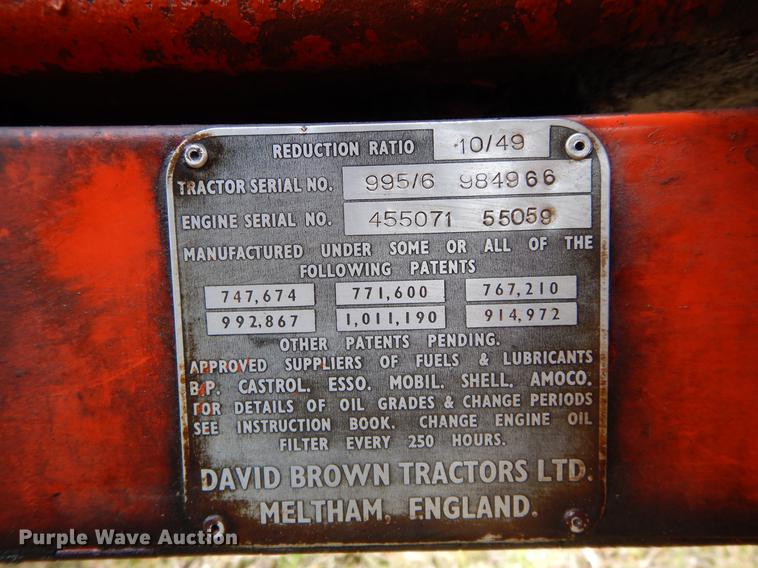 REDUCTION RATIO 10/49
TRACTOR SERIAL NO. 995/6 984966
ENGINE SERIAL NO. 455071 55059
MANUFACTURED UNDER SOME OR ALL OF THE
FOLLOWING PATENTS
747,674 771,600 767,210
992,867 1,011,190 914,972
OTHER PATENTS PENDING.
APPROVED SUPPLIERS OF FUELS & LUBRICANTS
B.P. CASTROL. ESSO. MOBIL. SHELL. AMOCO.
FOR DETAILS OF OIL GRADES & CHANGE PERIODS
SEE INSTRUCTION BOOK. CHANGE ENGINE OIL
FILTER EVERY 250 HOURS.
DAVID BROWN TRACTORS LTD.
MELTHAM, ENGLAND.
Purple Wave Auction